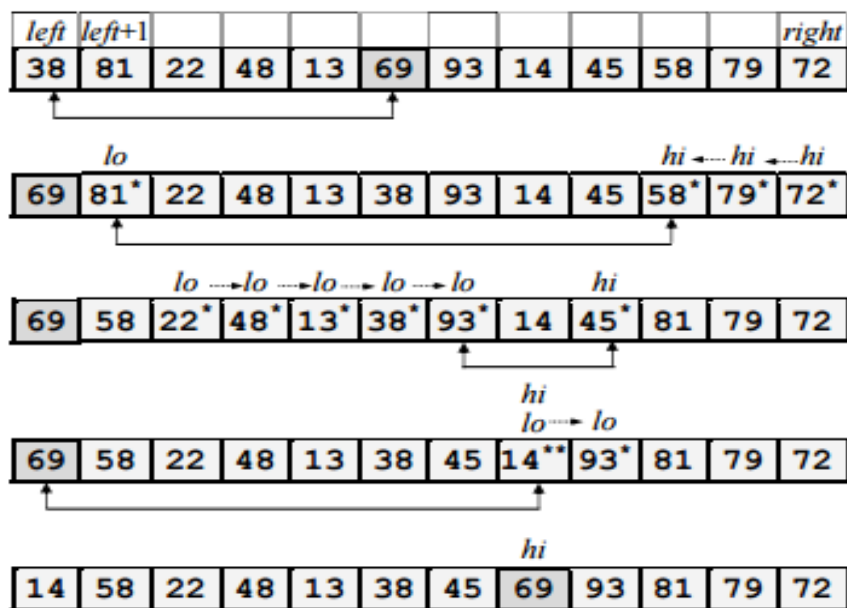 left left+1 right
38 81 22 48 13 69 93 14 45 58 79 72
lo hi hi hi
69 81* 22 48 13 38 93 14 45 58* 79* 72*
lo lo lo lo lo hi
69 58 22* 48* 13* 38* 93* 14 45* 81 79 72
hi
lo lo
69 58 22 48 13 38 45 14** 93* 81 79 72
hi
14 58 22 48 13 38 45 69 93 81 79 72